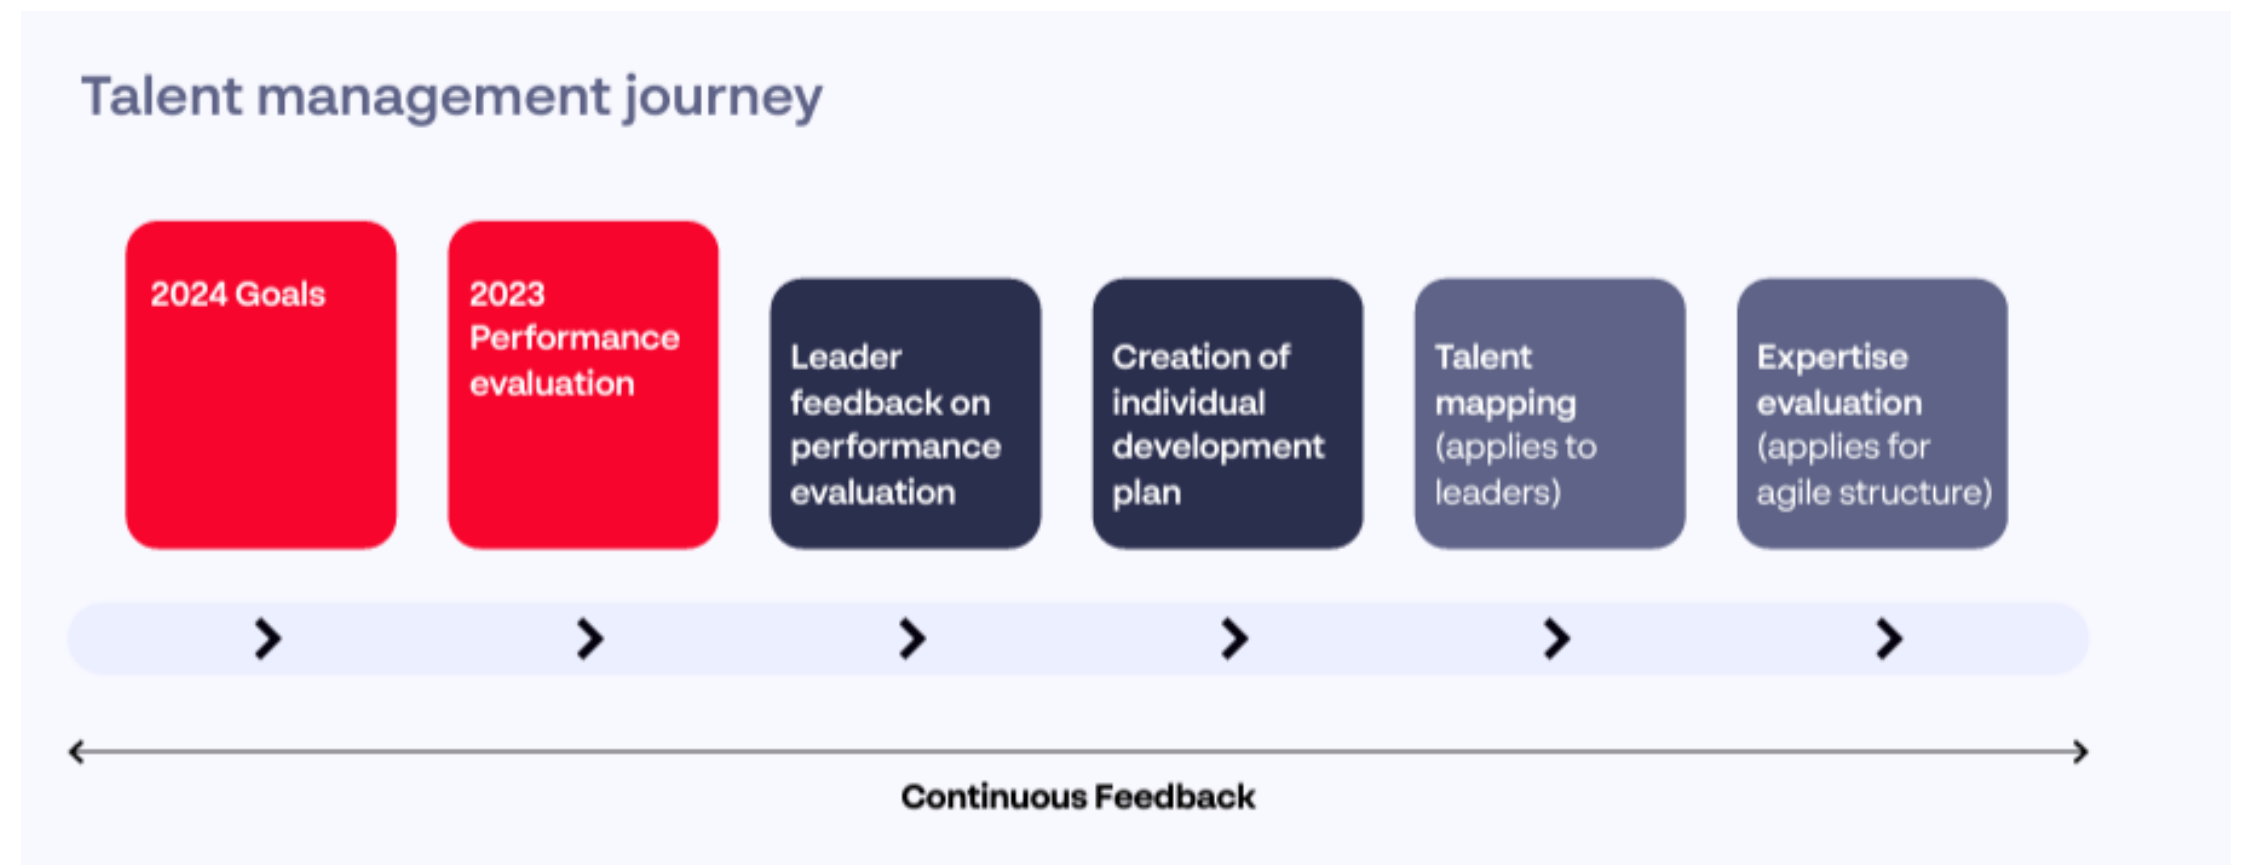 Talent management journey
2024 Goals
2023
Performance
evaluation
Leader
feedback on
performance
evaluation
Creation of
individual
development
plan
Talent
mapping
(applies to
leaders)
Expertise
evaluation
(applies for
agile structure)
Continuous Feedback